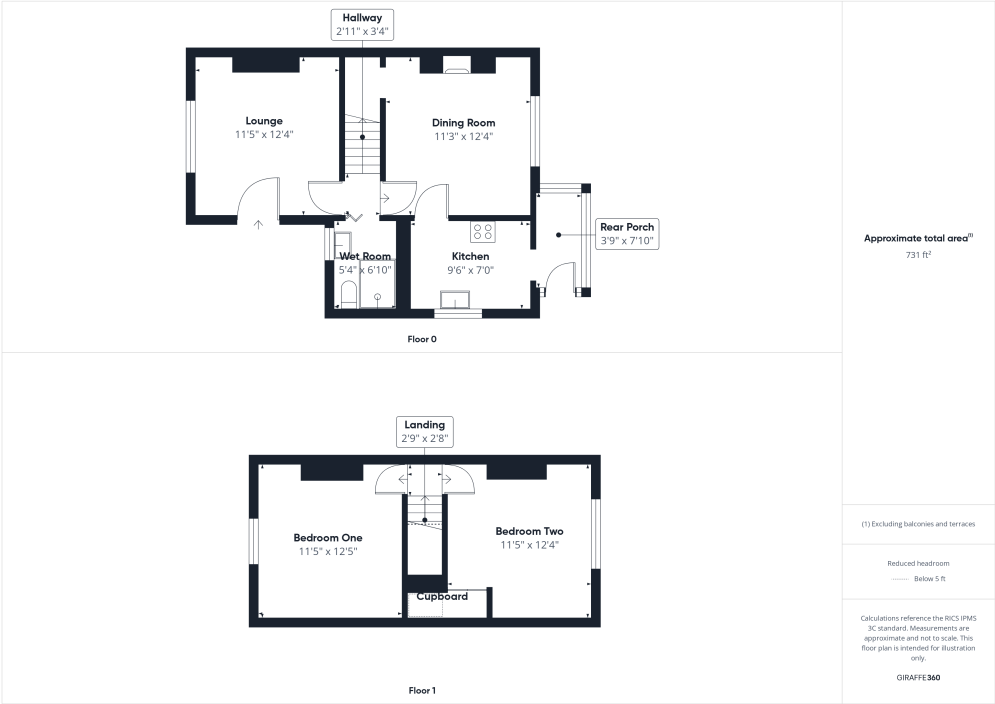 Hallway
2'11" x 3'4"
Lounge
11'5" x 12'4"
Dining Room
11'3" x 12'4"
Rear Porch
3'9" x 7'10"
Wet Room
5'4" x 6'10"
Kitchen
9'6" x 7'0"
Floor 0
Landing
2'9" x 2'8"
Bedroom One
11'5" x 12'5"
Bedroom Two
11'5" x 12'4"
Cupboard
Floor 1
Approximate total area(1)
731 ft²
(1) Excluding balconies and terraces
Reduced headroom
Below 5 ft
Calculations reference the RICS IPMS
3C standard. Measurements are
approximate and not to scale. This
floor plan is intended for illustration
only.
GIRAFFE360